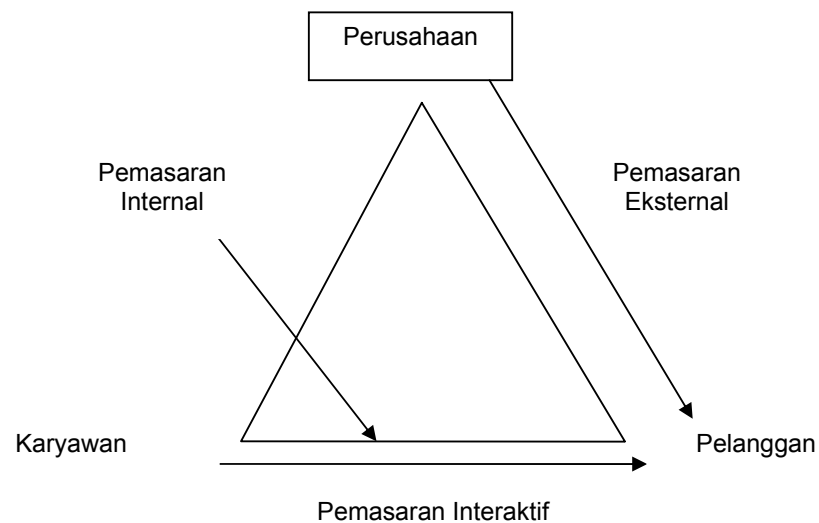 Perusahaan
Pemasaran
Internal
Pemasaran
Eksternal
Karyawan
Pelanggan
Pemasaran Interaktif